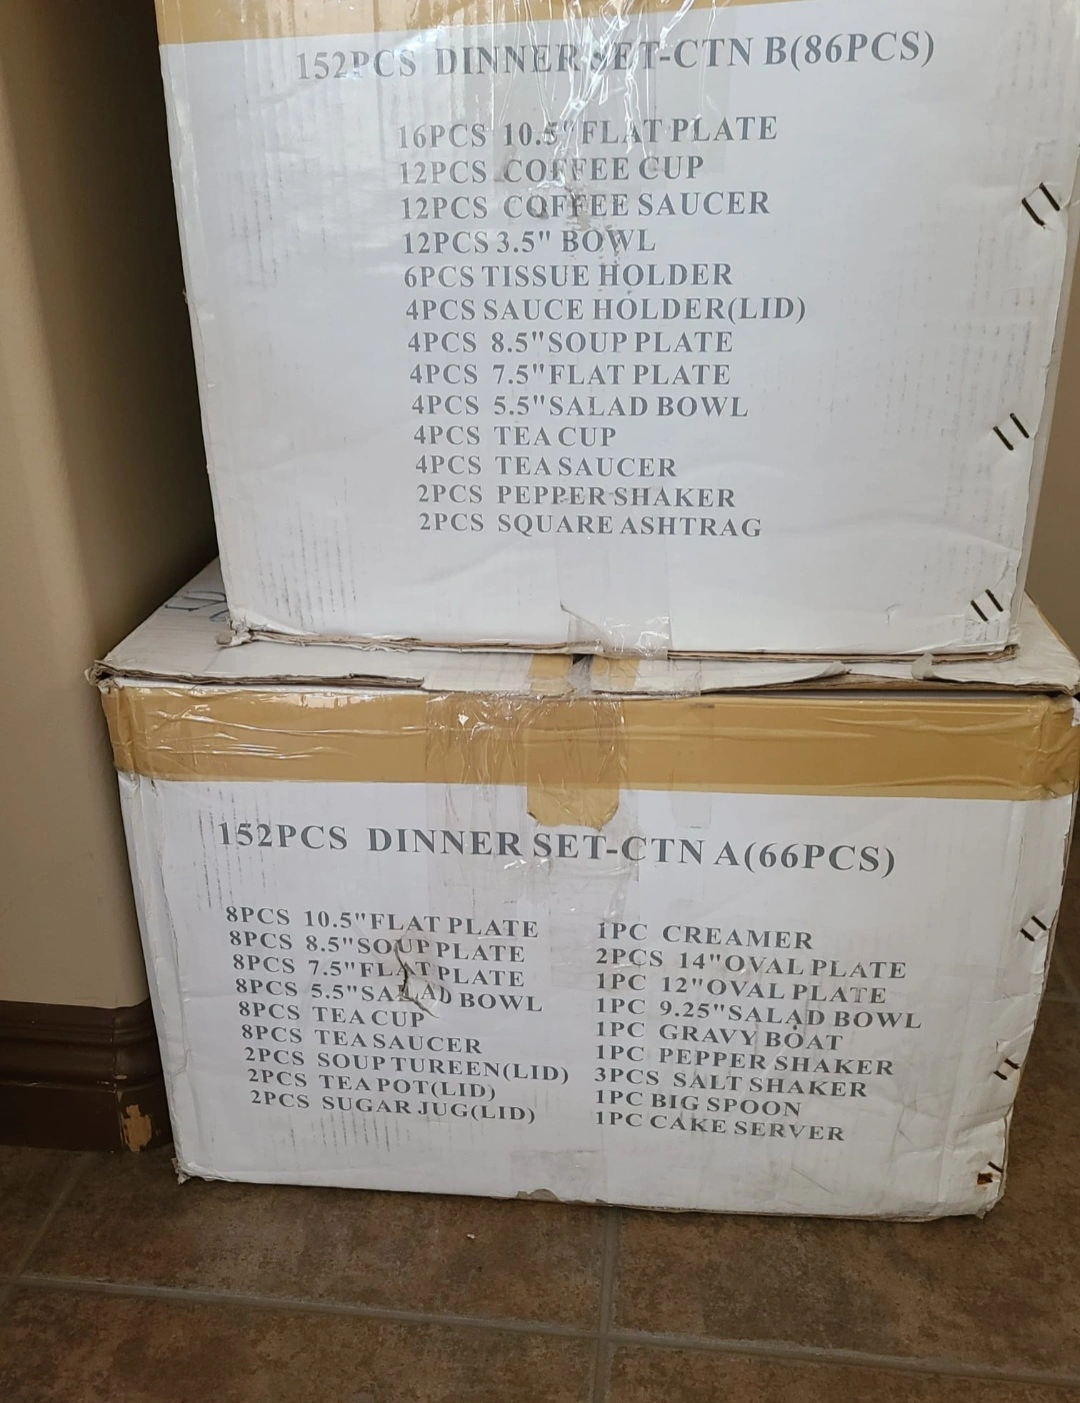 152PCS DINNER SET-CTN B(86PCS)
16PCS 10.5"FLAT PLATE
12PCS COFFEE CUP
12PCS COFFEE SAUCER
12PCS 3.5" BOWL
6PCS TISSUE HOLDER
4PCS SAUCE HOLDER(LID)
4PCS 8.5"SOUP PLATE
4PCS 7.5"FLAT PLATE
4PCS 5.5"SALAD BOWL
4PCS TEA CUP
4PCS TEA SAUCER
2PCS PEPPER SHAKER
2PCS SQUARE ASHTRAG
152PCS DINNER SET-CTN A(66PCS)
8PCS 10.5"FLAT PLATE
8PCS 8.5"SOUP PLATE
8PCS 7.5"FLAT PLATE
8PCS 5.5"SALAD BOWL
8PCS TEA CUP
8PCS TEA SAUCER
2PCS SOUP TUREEN(LID)
2PCS TEA POT(LID)
2PCS SUGAR JUG(LID)
1PC CREAMER
2PCS 14"OVAL PLATE
1PC 12"OVAL PLATE
1PC 9.25"SALAD BOWL
1PC GRAVY BOAT
1PC PEPPER SHAKER
3PCS SALT SHAKER
1PC BIG SPOON
1PC CAKE SERVER